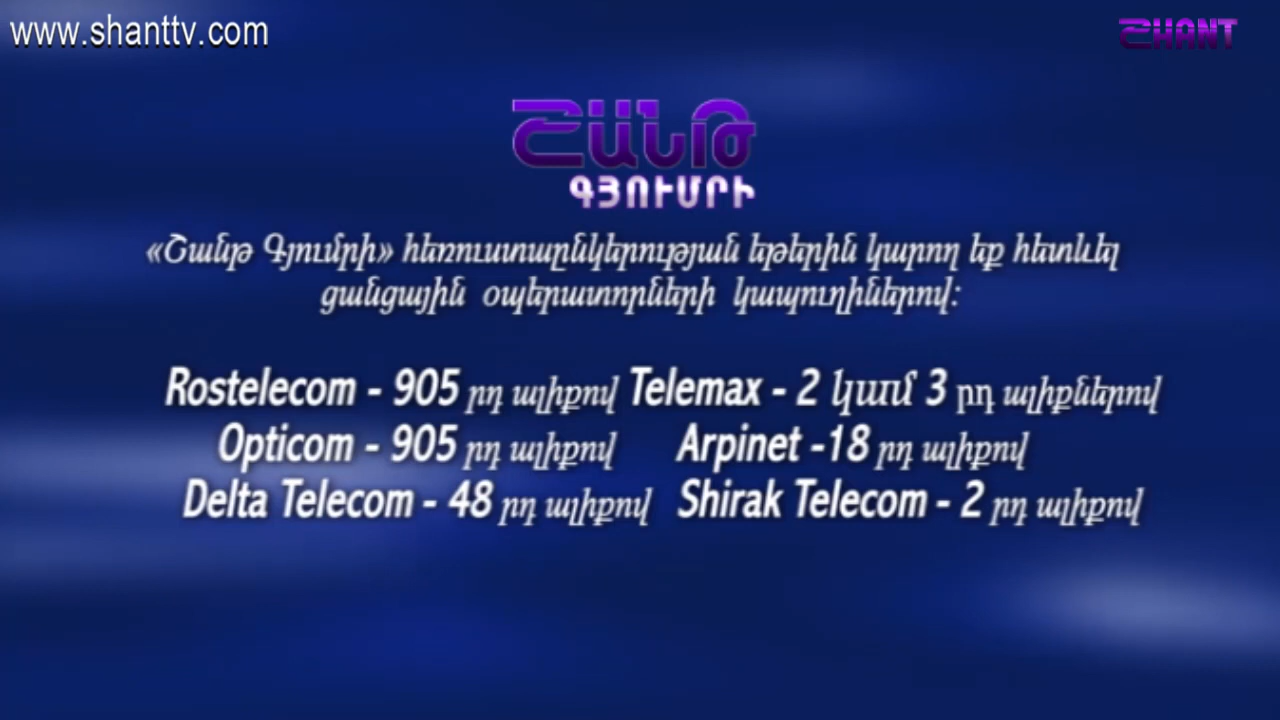 www.shanttv.com
SHANT
ՇԱՆԹ
ԳՅՈՒՄՐԻ
«Շանթ Գյումրի» հեռուստաընկերության եթերին կարող եք հետևել
ցանցային օպերատորների կապուղիներով:
Rostelecom - 905 րդ ալիքով Telemax - 2 կամ 3 րդ ալիքներով
Opticom - 905 րդ ալիքով Arpinet -18 րդ ալիքով
Delta Telecom - 48 րդ ալիքով Shirak Telecom - 2 րդ ալիքով